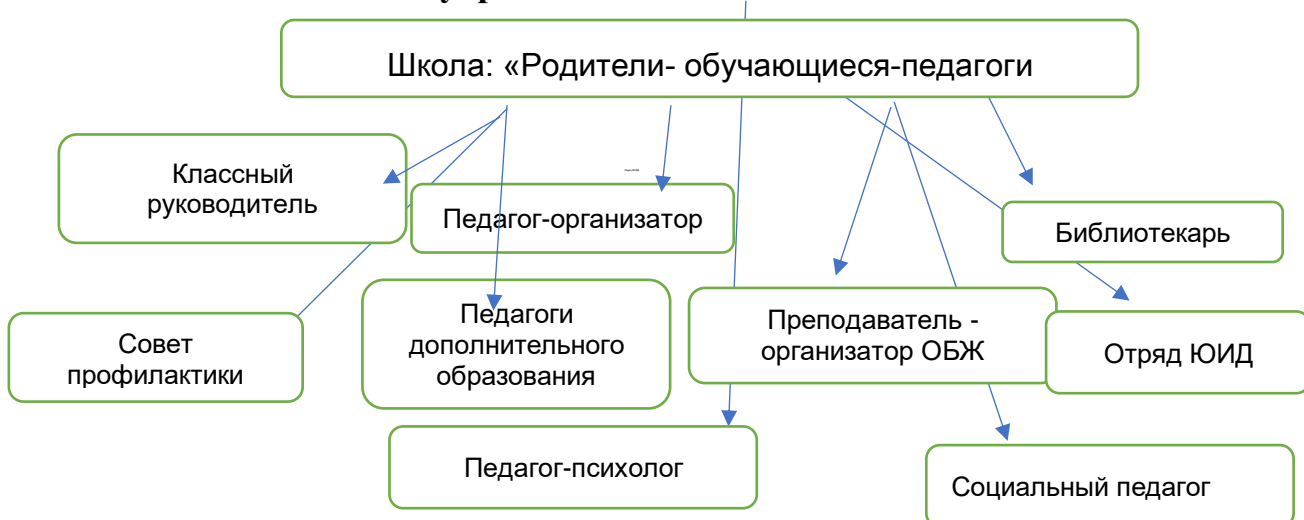 Школа: «Родители- обучающиеся-педагоги
Классный
руководитель
Педагог-организатор
Библиотекарь
Совет
профилактики
Педагоги
дополнительного
образования
Преподаватель -
организатор ОБЖ
Отряд ЮИД
Педагог-психолог
Социальный педагог